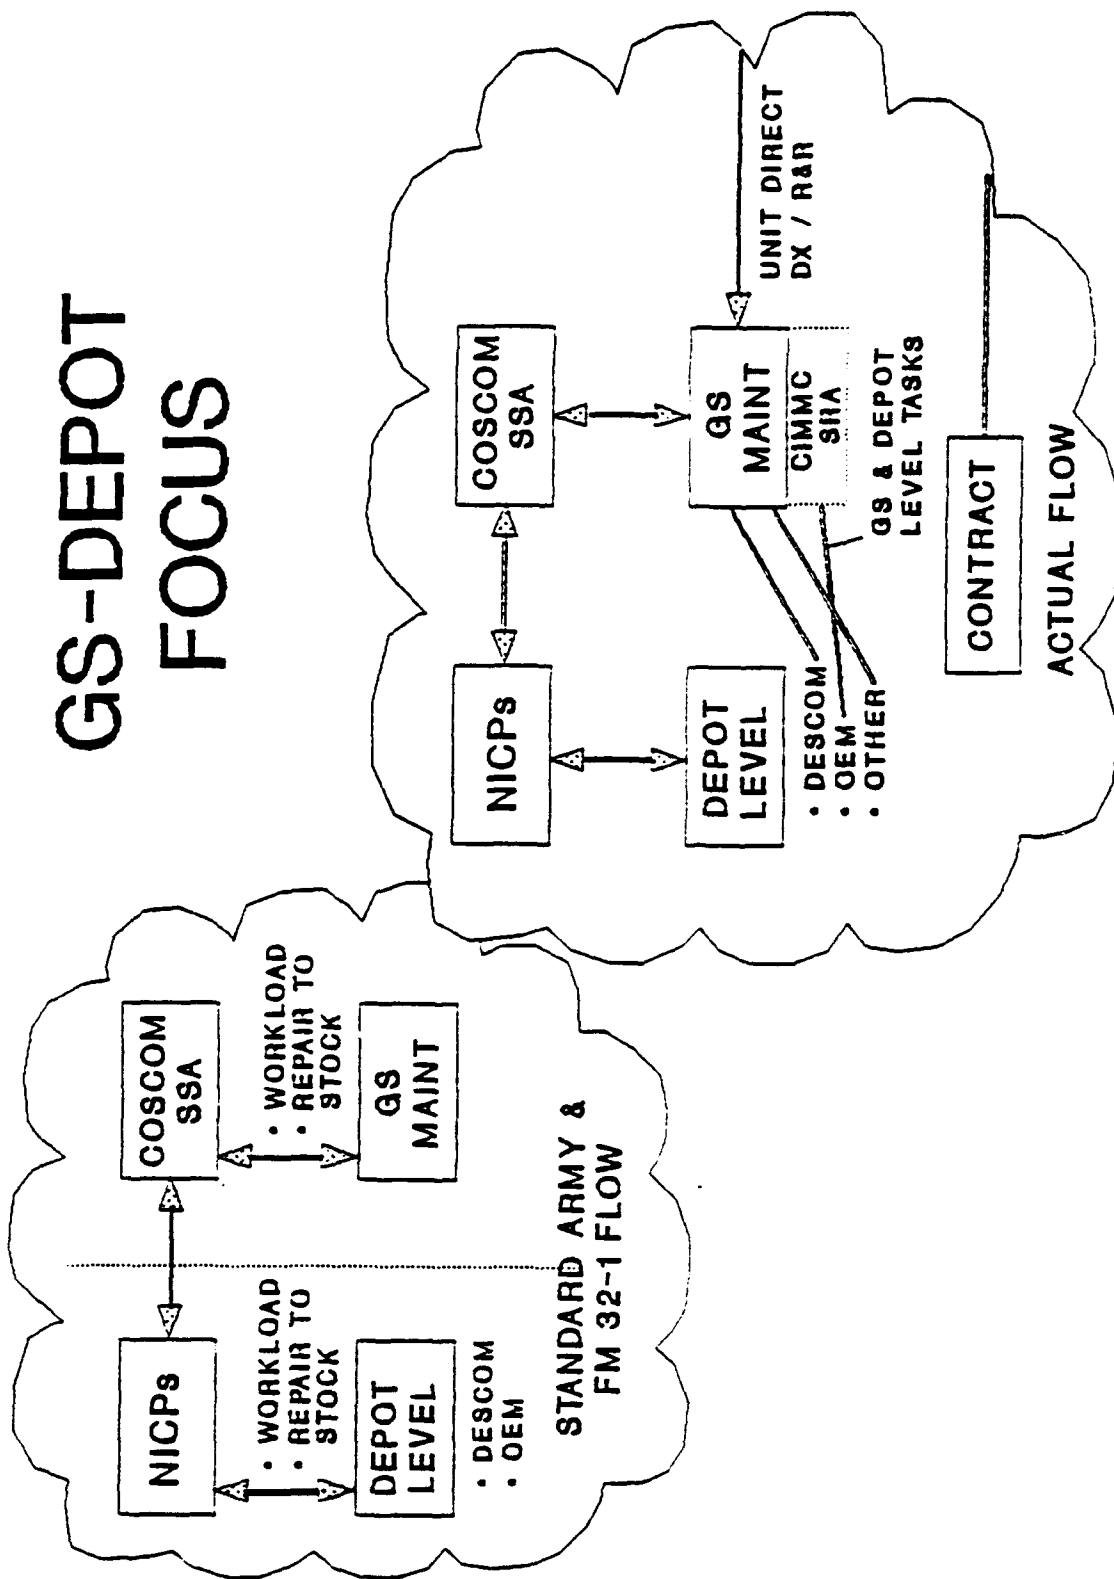 GS-DEPOT
FOCUS
NICPs
COSCOM
SSA
• WORKLOAD
• REPAIR TO
STOCK
• WORKLOAD
• REPAIR TO
STOCK
DEPOT
LEVEL
GS
MAINT
• DESCOM
• OEM
STANDARD ARMY &
FM 32-1 FLOW
NICPs
COSCOM
SSA
DEPOT
LEVEL
GS
MAINT
CIMMC
SRA
UNIT DIRECT
DX / R&R
• DESCOM
• OEM
• OTHER
GS & DEPOT
LEVEL TASKS
CONTRACT
ACTUAL FLOW